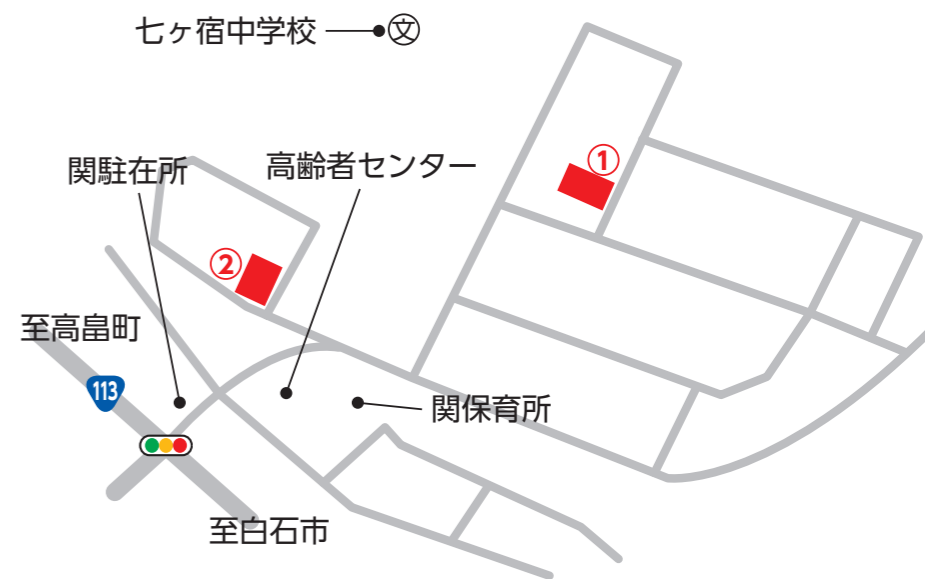 七ヶ宿中学校
文
①
関駐在所
高齢者センター
②
至高畠町
113
関保育所
至白石市